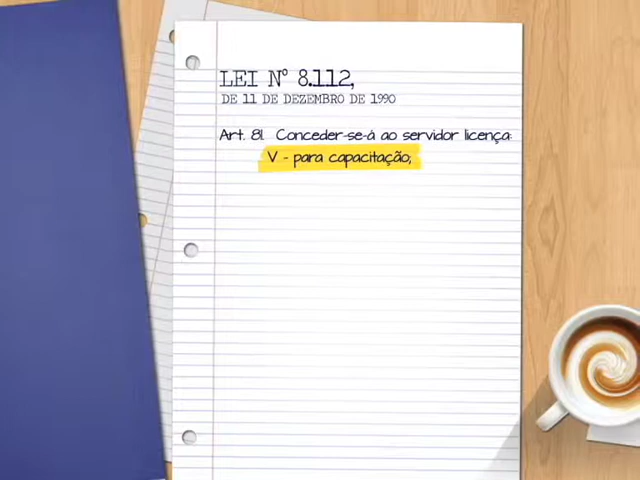 LEI Nº 8.112,
DE 11 DE DEZEMBRO DE 1990
Art. 81. Conceder-se-á ao servidor licença:
V - para capacitação;